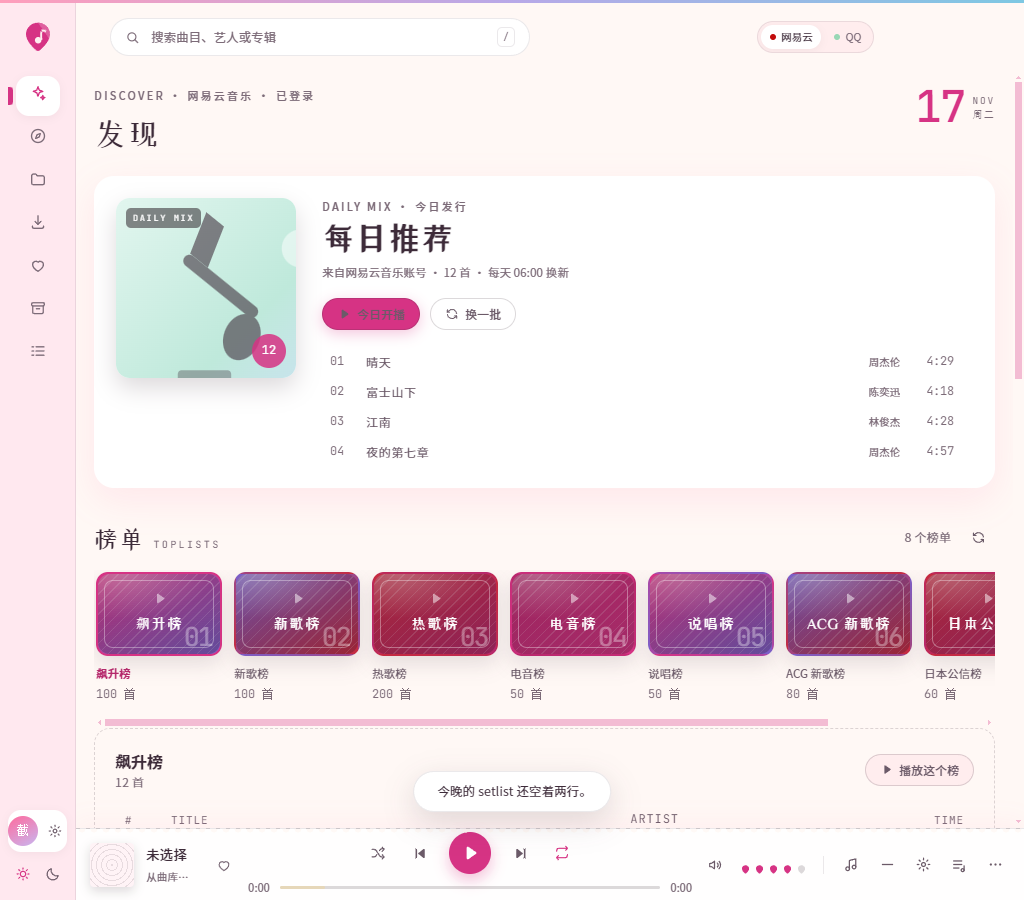 搜索曲目、艺人或专辑
/
网易云
QQ
DISCOVER • 网易云音乐 • 已登录
发现
17
NOV
周二
DAILY MIX
12
DAILY MIX • 今日发行
每日推荐
来自网易云音乐账号 • 12 首 • 每天 06:00 换新
今日开播
换一批
01 晴天 周杰伦 4:29
02 富士山下 陈奕迅 4:18
03 江南 林俊杰 4:28
04 夜的第七章 周杰伦 4:57
榜单 TOPLISTS
8 个榜单
飙升榜 01
新歌榜 02
热歌榜 03
电音榜 04
说唱榜 05
ACG 新歌榜 06
日本公
飙升榜
100 首
新歌榜
100 首
热歌榜
200 首
电音榜
50 首
说唱榜
50 首
ACG 新歌榜
80 首
日本公信榜
60 首
飙升榜
12 首
播放这个榜
今晚的 setlist 还空着两行。
# TITLE ARTIST TIME
截
未选择
从曲库…
0:00
0:00